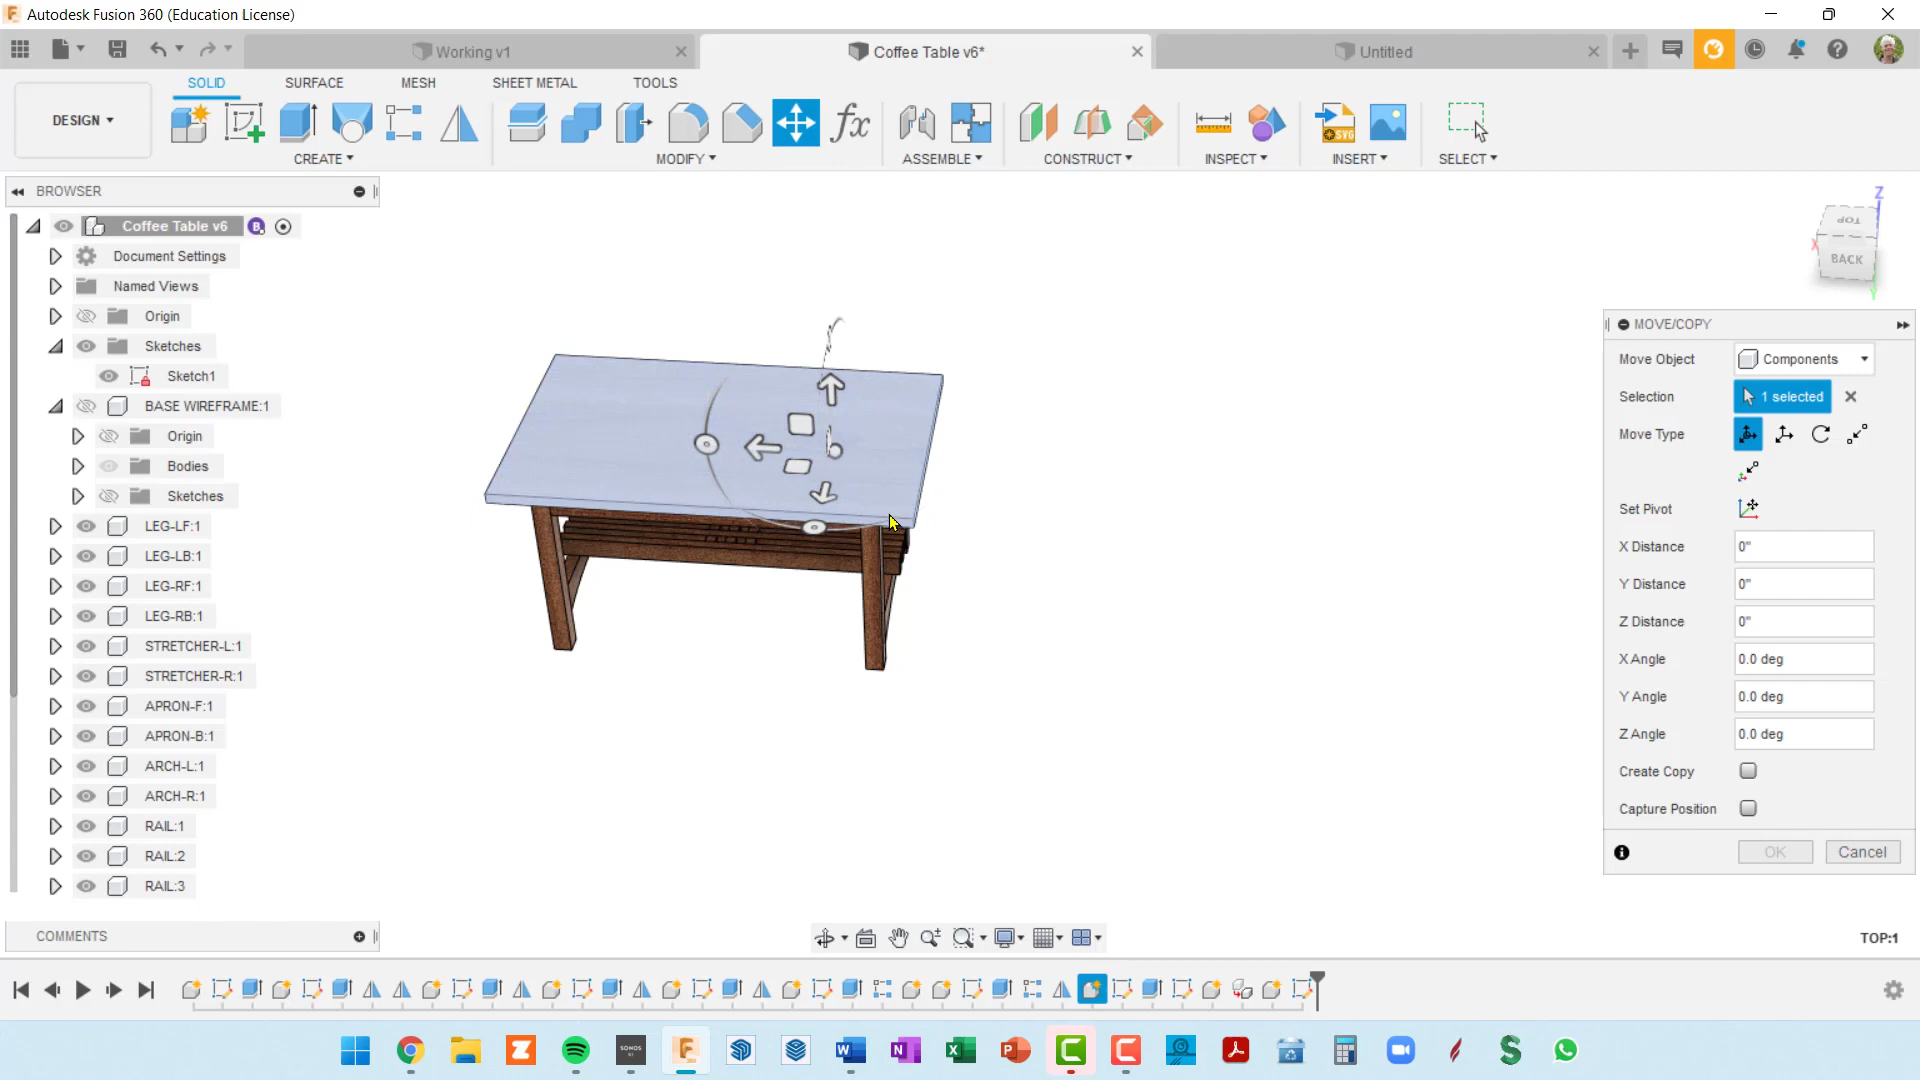 Autodesk Fusion 360 (Education License)
Working v1
Coffee Table v6*
Untitled
SOLID
SURFACE
MESH
SHEET METAL
TOOLS
DESIGN
CREATE
MODIFY
ASSEMBLE
CONSTRUCT
INSPECT
INSERT
SELECT
fx
SVG
BROWSER
Coffee Table v6
B
Document Settings
Named Views
Origin
Sketches
Sketch1
BASE WIREFRAME:1
Origin
Bodies
Sketches
LEG-LF:1
LEG-LB:1
LEG-RF:1
LEG-RB:1
STRETCHER-L:1
STRETCHER-R:1
APRON-F:1
APRON-B:1
ARCH-L:1
ARCH-R:1
RAIL:1
RAIL:2
RAIL:3
Z
TOP
X
BACK
Y
MOVE/COPY
Move Object
Components
Selection
1 selected
Move Type
Set Pivot
X Distance
0"
Y Distance
0"
Z Distance
0"
X Angle
0.0 deg
Y Angle
0.0 deg
Z Angle
0.0 deg
Create Copy
Capture Position
OK
Cancel
COMMENTS
TOP:1
SONOS